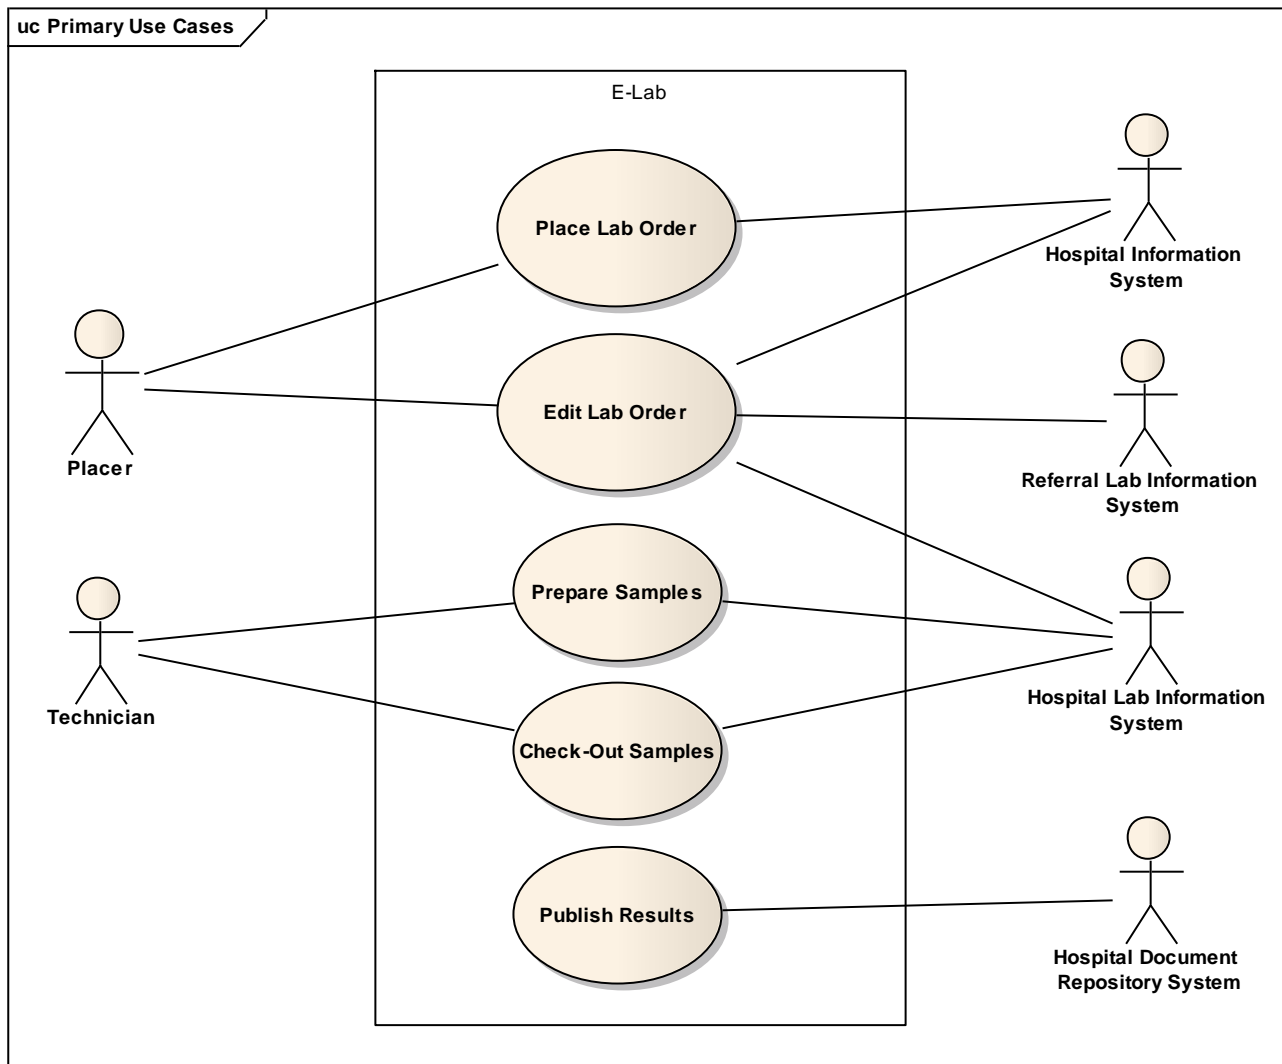 uc Primary Use Cases
E-Lab
Place Lab Order
Hospital Information
System
Edit Lab Order
Placer
Referral Lab Information
System
Prepare Samples
Technician
Hospital Lab Information
System
Check-Out Samples
Publish Results
Hospital Document
Repository System